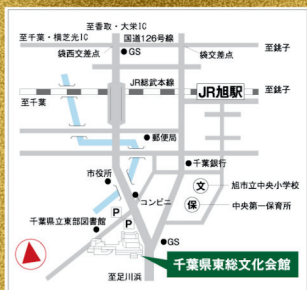 至香取・大栄IC
至千葉・横芝光IC
国道126号線
至銚子
袋西交差点
GS
袋交差点
JR総武本線
JR旭駅
至銚子
至千葉
郵便局
千葉銀行
市役所
文
旭市立中央小学校
コンビニ
保
中央第一保育所
P
P
千葉県立東部図書館
GS
千葉県東総文化会館
至足川浜